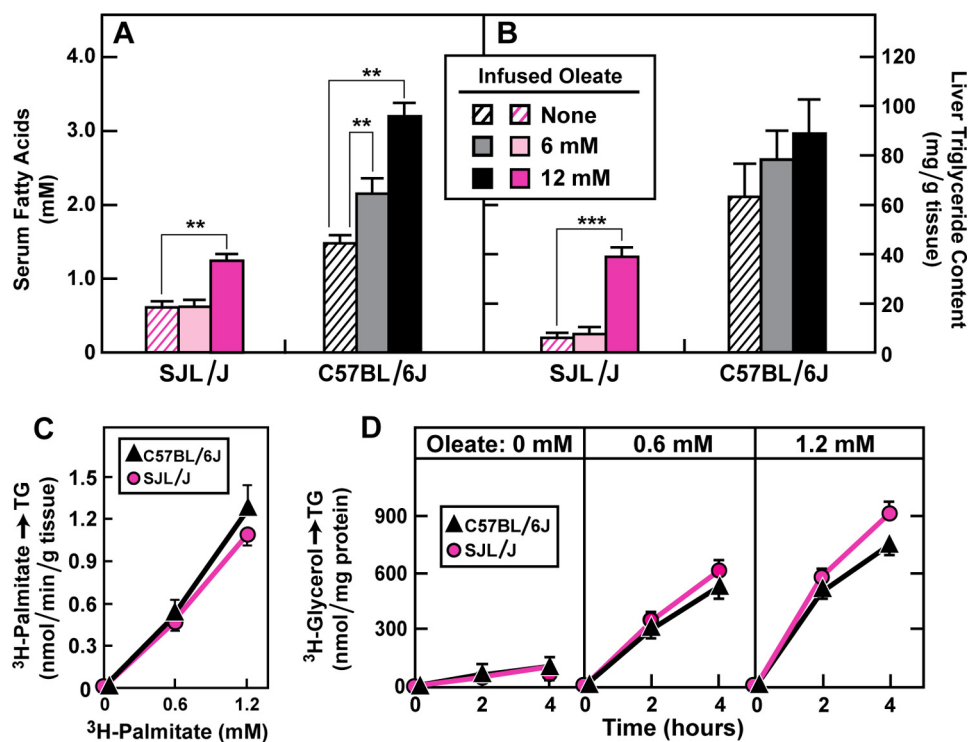 A
B
4.0
3.0
2.0
1.0
0
Serum Fatty Acids
(mM)
**
**
**
SJL/J
C57BL/6J
Infused Oleate
None
6 mM
12 mM
***
SJL/J
C57BL/6J
120
100
80
60
40
20
0
Liver Triglyceride Content
(mg/g tissue)
C
C57BL/6J
SJL/J
1.5
1.2
0.9
0.6
0.3
0
³H-Palmitate→TG
(nmol/min/g tissue)
0 0.6 1.2
³H-Palmitate (mM)
D
Oleate: 0 mM 0.6 mM 1.2 mM
C57BL/6J
SJL/J
900
600
300
0
³H-Glycerol→TG
(nmol/mg protein)
0 2 4 0 2 4 0 2 4
Time (hours)